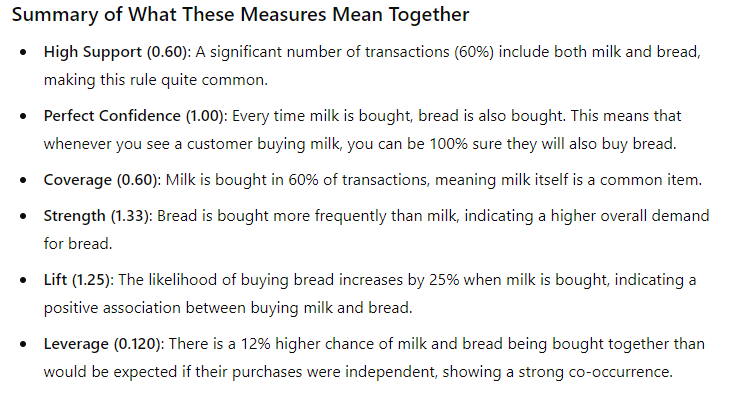 Summary of What These Measures Mean Together
• High Support (0.60): A significant number of transactions (60%) include both milk and bread,
making this rule quite common.
• Perfect Confidence (1.00): Every time milk is bought, bread is also bought. This means that
whenever you see a customer buying milk, you can be 100% sure they will also buy bread.
• Coverage (0.60): Milk is bought in 60% of transactions, meaning milk itself is a common item.
• Strength (1.33): Bread is bought more frequently than milk, indicating a higher overall demand
for bread.
• Lift (1.25): The likelihood of buying bread increases by 25% when milk is bought, indicating a
positive association between buying milk and bread.
• Leverage (0.120): There is a 12% higher chance of milk and bread being bought together than
would be expected if their purchases were independent, showing a strong co-occurrence.